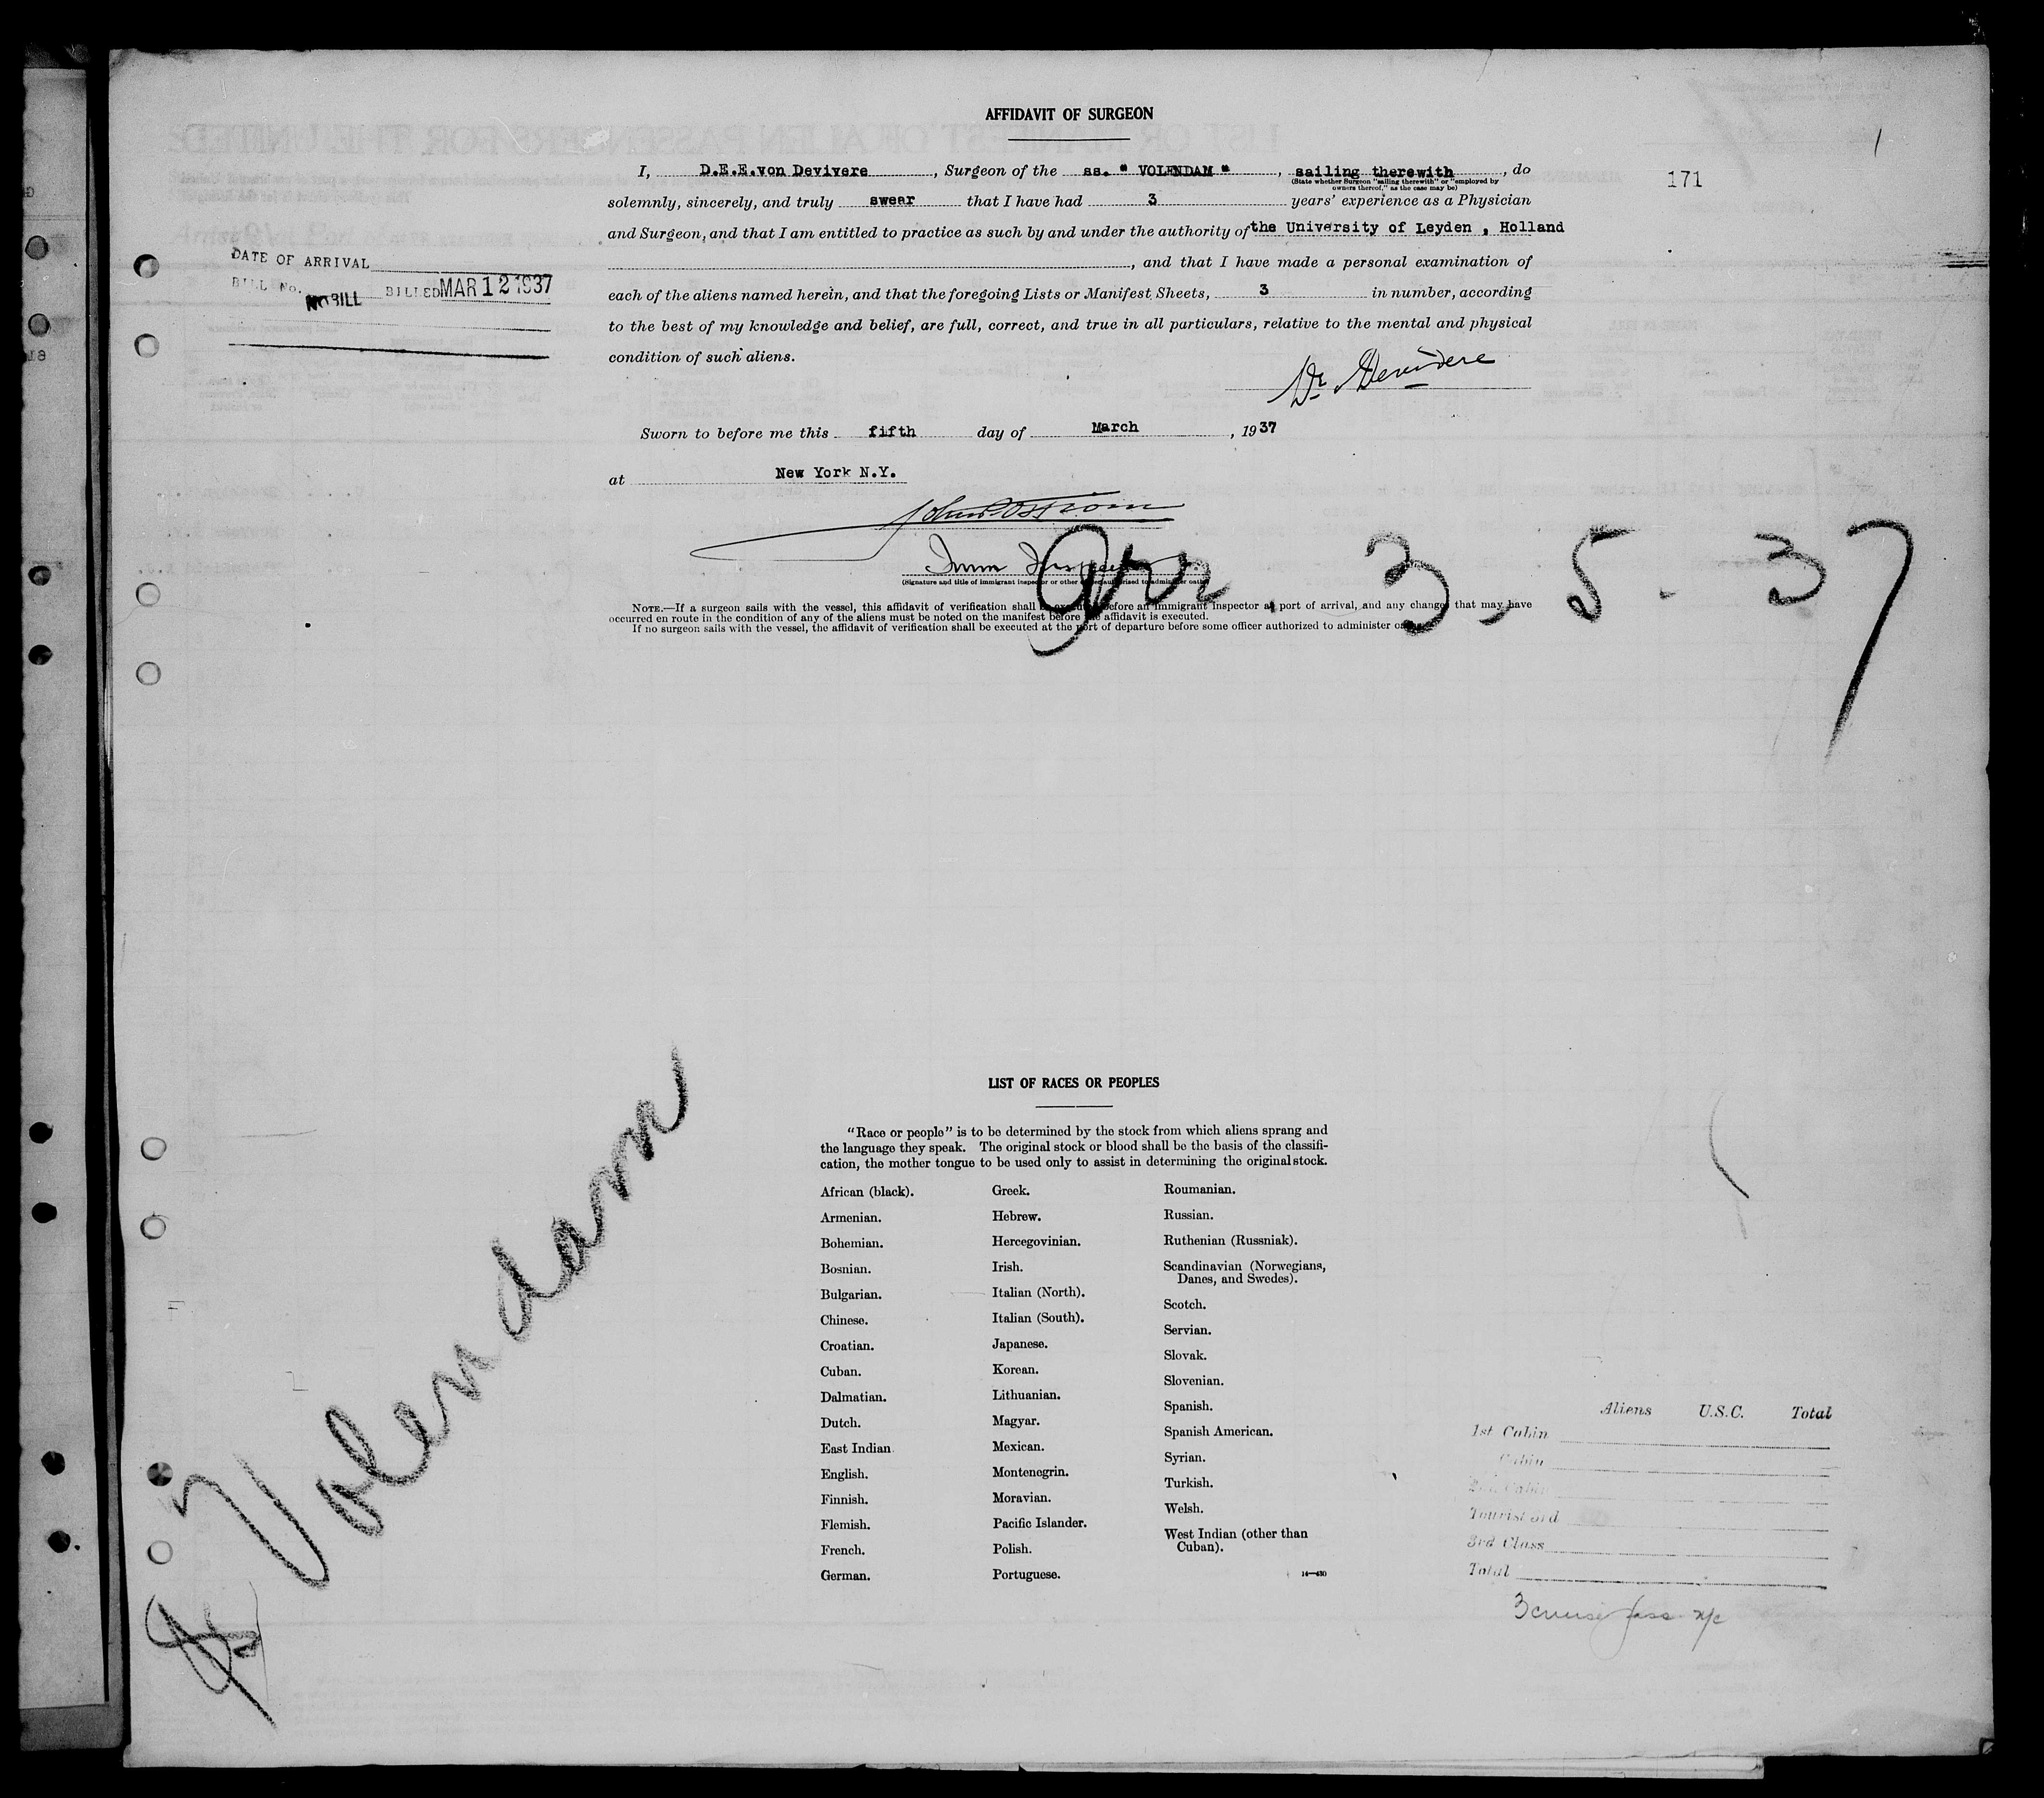 AFFIDAVIT OF SURGEON
I, D.E.E.von Devivere, Surgeon of the ss. " VOLENDAM ", sailing therewith, do
(State whether Surgeon "sailing therewith" or "employed by
owners thereof," as the case may be)
171
solemnly, sincerely, and truly swear that I have had 3 years' experience as a Physician
and Surgeon, and that I am entitled to practice as such by and under the authority of the University of Leyden , Holland
, and that I have made a personal examination of
each of the aliens named herein, and that the foregoing Lists or Manifest Sheets, 3 in number, according
to the best of my knowledge and belief, are full, correct, and true in all particulars, relative to the mental and physical
condition of such aliens.
DATE OF ARRIVAL
BILL No. NO BILL BILLED MAR 12 1937
Dr Devivere
Sworn to before me this fifth day of March, 1937
at New York N.Y.
Imm Inspector
(Signature and title of immigrant inspector or other officer authorized to administer oaths)
Arr. 3, 5 - 37
NOTE.—If a surgeon sails with the vessel, this affidavit of verification shall be executed before an immigrant inspector at port of arrival, and any changes that may have
occurred en route in the condition of any of the aliens must be noted on the manifest before the affidavit is executed.
If no surgeon sails with the vessel, the affidavit of verification shall be executed at the port of departure before some officer authorized to administer oaths.
SS Volendam
LIST OF RACES OR PEOPLES
"Race or people" is to be determined by the stock from which aliens sprang and
the language they speak. The original stock or blood shall be the basis of the classifi-
cation, the mother tongue to be used only to assist in determining the original stock.
African (black).
Armenian.
Bohemian.
Bosnian.
Bulgarian.
Chinese.
Croatian.
Cuban.
Dalmatian.
Dutch.
East Indian.
English.
Finnish.
Flemish.
French.
German.
Greek.
Hebrew.
Hercegovinian.
Irish.
Italian (North).
Italian (South).
Japanese.
Korean.
Lithuanian.
Magyar.
Mexican.
Montenegrin.
Moravian.
Pacific Islander.
Polish.
Portuguese.
Roumanian.
Russian.
Ruthenian (Russniak).
Scandinavian (Norwegians,
Danes, and Swedes).
Scotch.
Servian.
Slovak.
Slovenian.
Spanish.
Spanish American.
Syrian.
Turkish.
Welsh.
West Indian (other than
Cuban).
Aliens U.S.C. Total
1st Cabin
Cabin
2nd Cabin
Tourist 3rd
3rd Class
Total
3 cruise pass